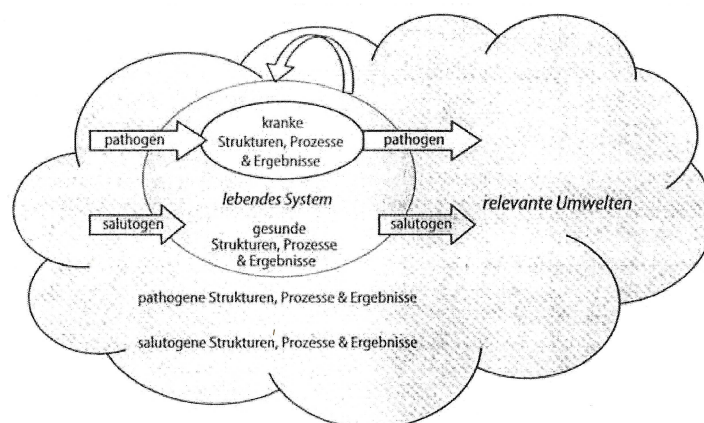 kranke
Strukturen, Prozesse
& Ergebnisse
pathogen
pathogen
lebendes System
relevante Umwelten
salutogen
gesunde
Strukturen, Prozesse
& Ergebnisse
salutogen
pathogene Strukturen, Prozesse & Ergebnisse
salutogene Strukturen, Prozesse & Ergebnisse